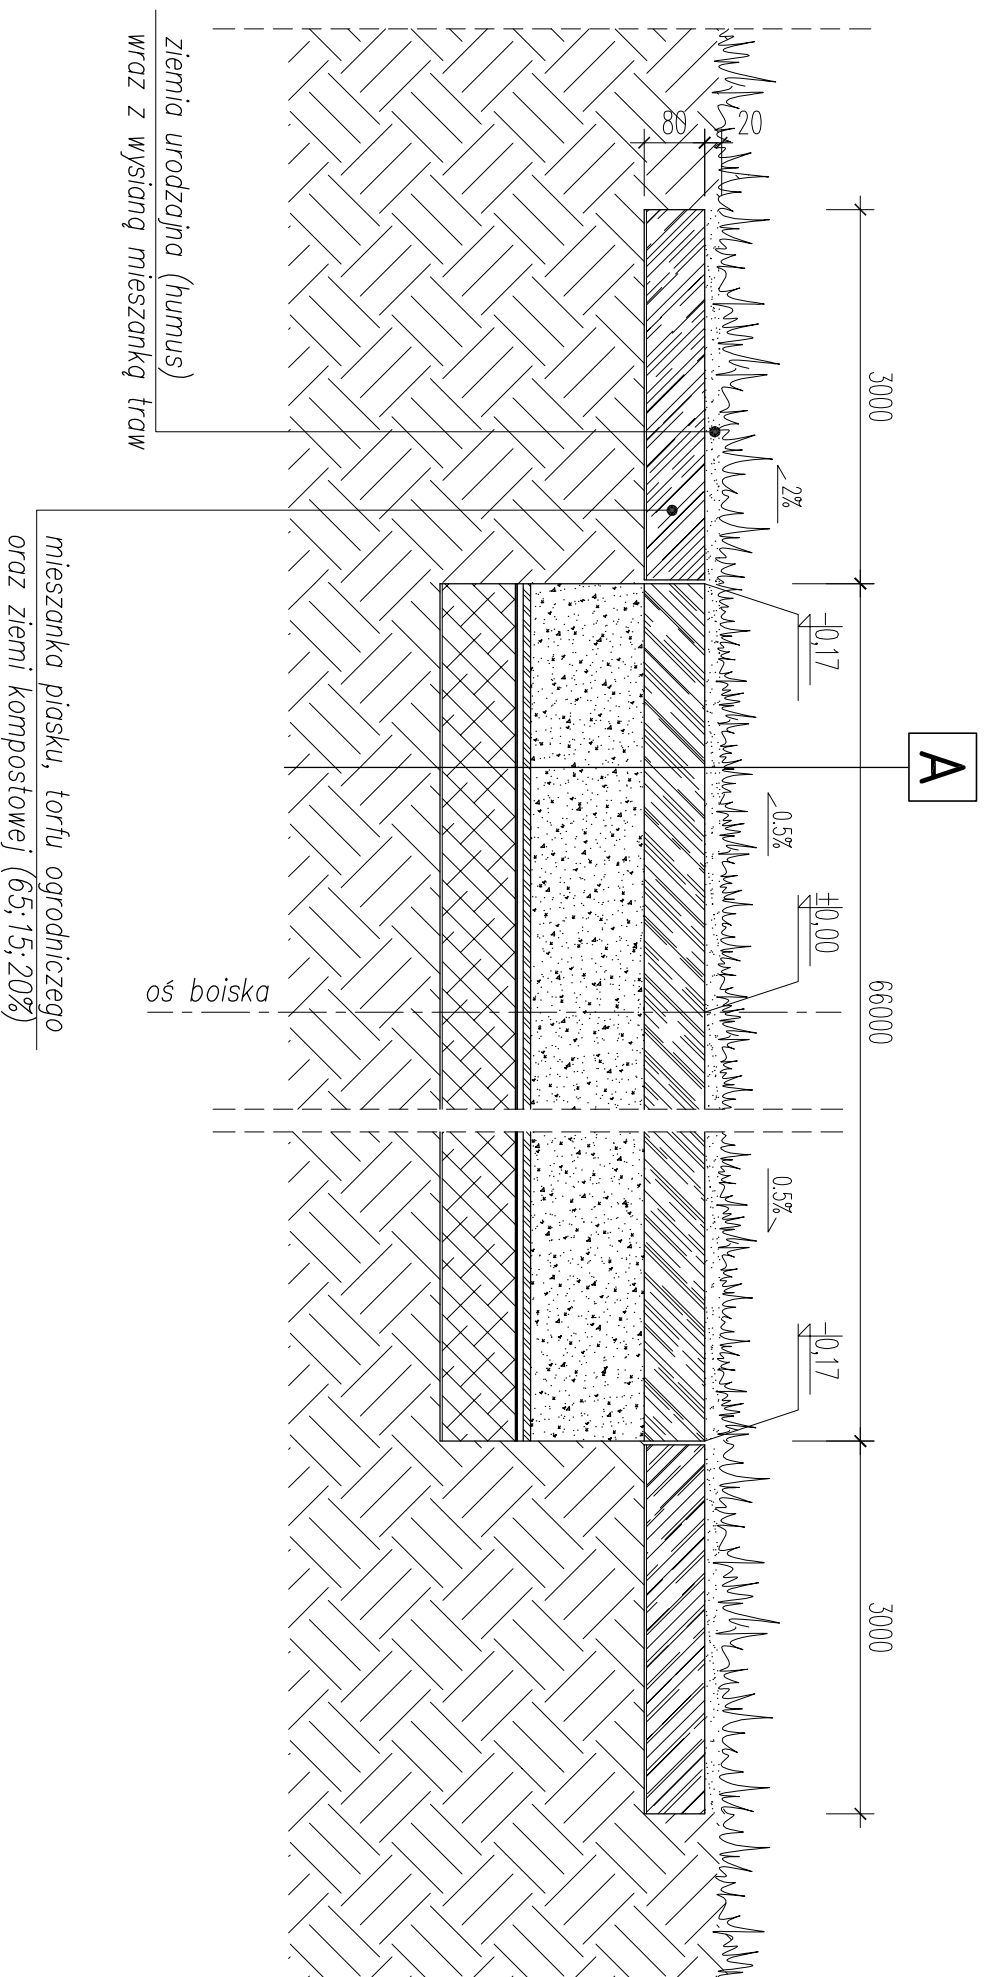 A
3000
66000
3000
-0,17
±0,00
-0,17
2%
0.5%
0.5%
20
80
oś boiska
ziemia urodzajna (humus)
wraz z wysianą mieszanką traw
mieszanka piasku, torfu ogrodniczego
oraz ziemi kompostowej (65;15;20%)